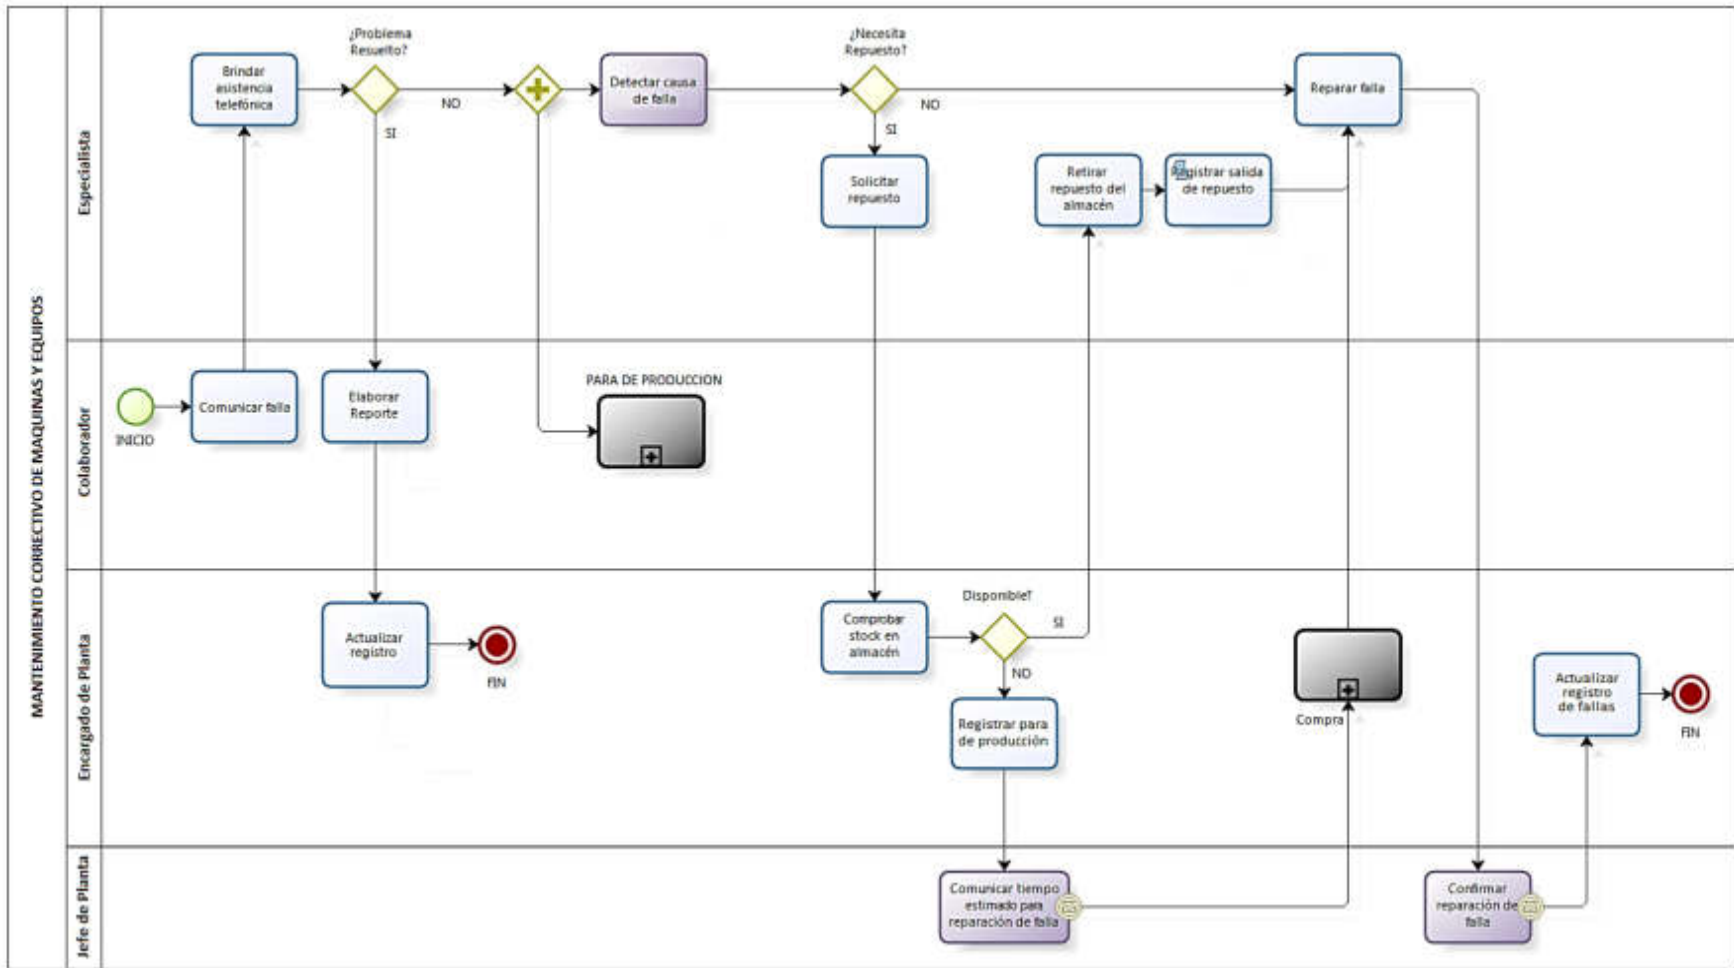 MANTENIMIENTO CORRECTIVO DE MAQUINAS Y EQUIPOS
Especialista
Brindar
asistencia
telefónica
¿Problema
Resuelto?
NO
SI
Detectar causa
de falla
¿Necesita
Repuesto?
NO
SI
Solicitar
repuesto
Retirar
repuesto del
almacén
Registrar salida
de repuesto
Reparar falla
Colaborador
INICIO
Comunicar falla
Elaborar
Reporte
PARA DE PRODUCCION
Encargado de Planta
Actualizar
registro
FIN
Comprobar
stock en
almacén
Disponible?
SI
NO
Registrar para
de producción
Compra
Actualizar
registro
de fallas
FIN
Jefe de Planta
Comunicar tiempo
estimado para
reparación de falla
Confirmar
reparación de
falla